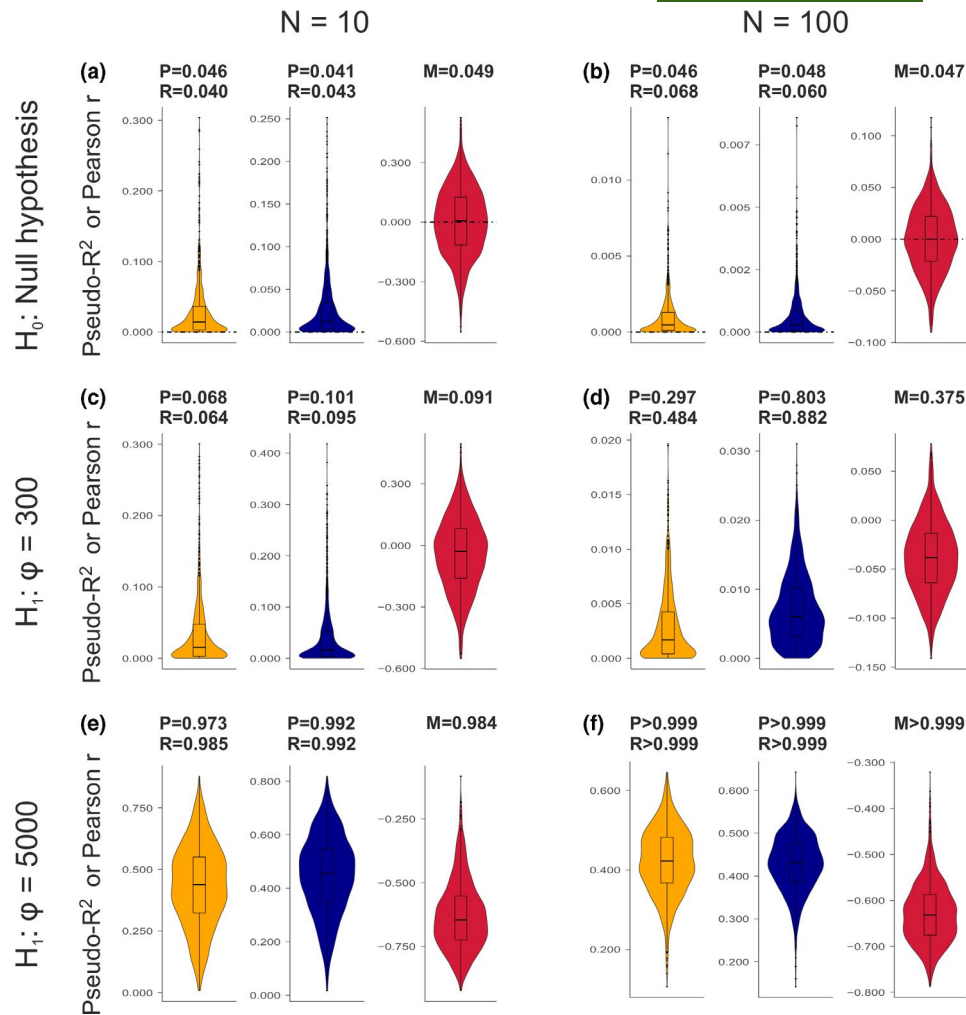 N = 10
N = 100
H0: Null hypothesis
Pseudo-R² or Pearson r
(a)
P=0.046
R=0.040
0.300
0.200
0.100
0.000
P=0.041
R=0.043
0.250
0.200
0.150
0.100
0.050
0.000
M=0.049
0.300
0.000
−0.300
−0.600
(b)
P=0.046
R=0.068
0.010
0.005
0.000
P=0.048
R=0.060
0.007
0.005
0.002
0.000
M=0.047
0.100
0.050
0.000
−0.050
−0.100
H1: φ = 300
Pseudo-R² or Pearson r
(c)
P=0.068
R=0.064
0.300
0.200
0.100
0.000
P=0.101
R=0.095
0.400
0.300
0.200
0.100
0.000
M=0.091
0.300
0.000
−0.300
−0.600
(d)
P=0.297
R=0.484
0.020
0.015
0.010
0.005
0.000
P=0.803
R=0.882
0.030
0.020
0.010
0.000
M=0.375
0.050
0.000
−0.050
−0.100
−0.150
H1: φ = 5000
Pseudo-R² or Pearson r
(e)
P=0.973
R=0.985
0.750
0.500
0.250
0.000
P=0.992
R=0.992
0.800
0.600
0.400
0.200
0.000
M=0.984
−0.250
−0.500
−0.750
(f)
P>0.999
R>0.999
0.600
0.400
0.200
P>0.999
R>0.999
0.600
0.500
0.400
0.300
0.200
M>0.999
−0.300
−0.400
−0.500
−0.600
−0.700
−0.800